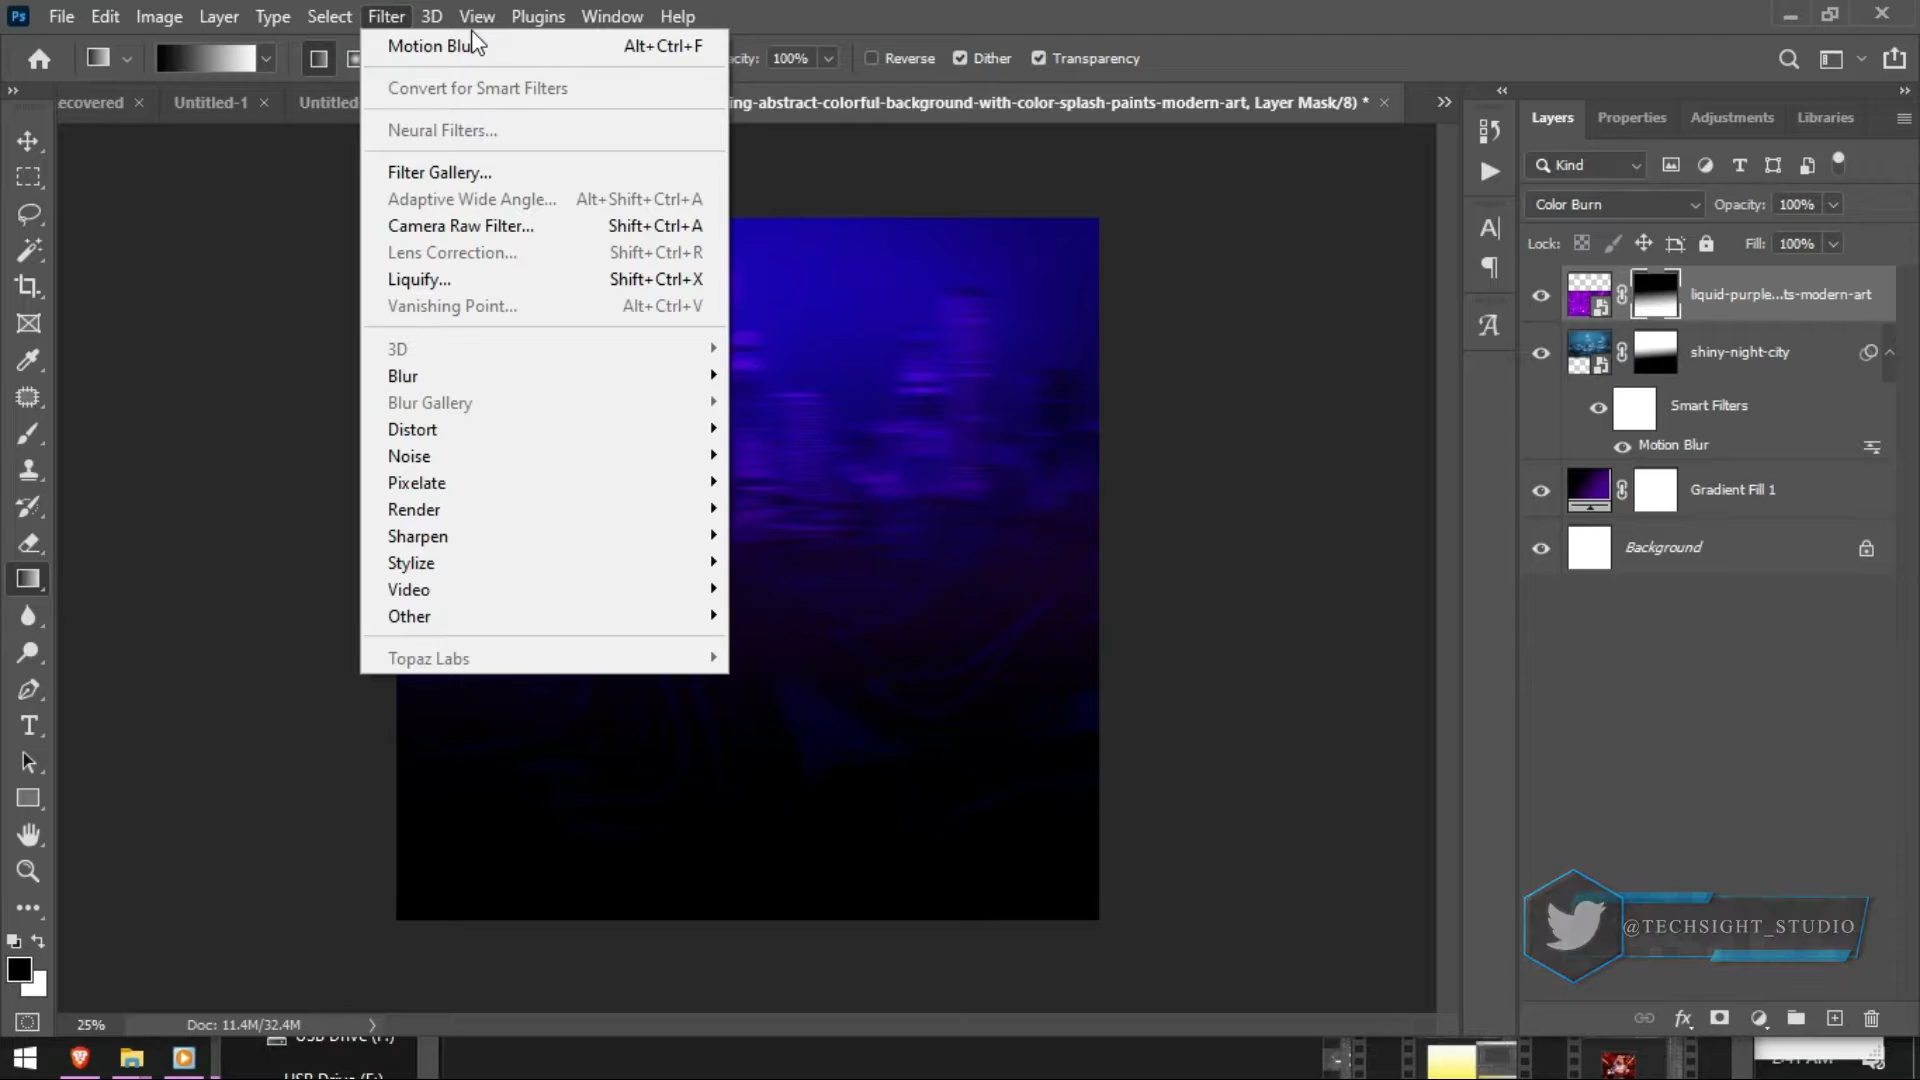 Ps File Edit Image Layer Type Select Filter 3D View Plugins Window Help
100% Reverse Dither Transparency
ecovered × Untitled-1 × ing-abstract-colorful-background-with-color-splash-paints-modern-art, Layer Mask/8) * ×
Motion Blur Alt+Ctrl+F
Convert for Smart Filters
Neural Filters...
Filter Gallery...
Adaptive Wide Angle... Alt+Shift+Ctrl+A
Camera Raw Filter... Shift+Ctrl+A
Lens Correction... Shift+Ctrl+R
Liquify... Shift+Ctrl+X
Vanishing Point... Alt+Ctrl+V
3D
Blur
Blur Gallery
Distort
Noise
Pixelate
Render
Sharpen
Stylize
Video
Other
Topaz Labs
Layers Properties Adjustments Libraries
Kind
Color Burn Opacity: 100%
Lock: Fill: 100%
liquid-purple...ts-modern-art
shiny-night-city
Smart Filters
Motion Blur
Gradient Fill 1
Background
@TECHSIGHT_STUDIO
25% Doc: 11.4M/32.4M